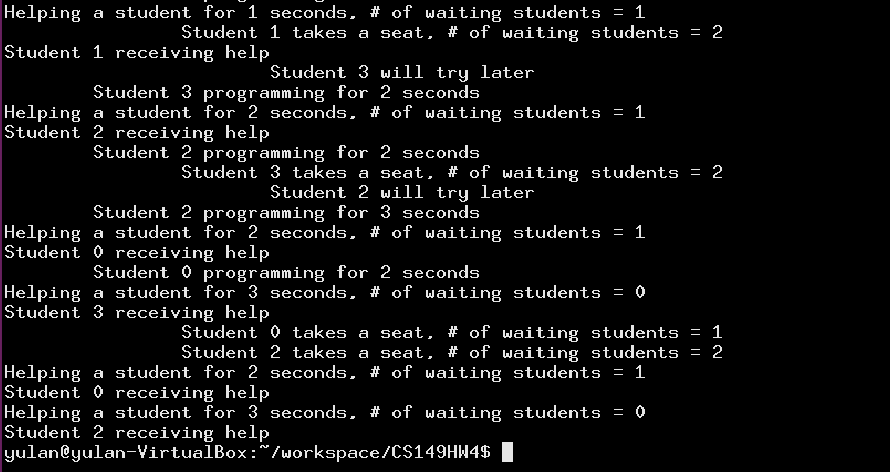 Helping a student for 1 seconds, # of waiting students = 1
Student 1 takes a seat, # of waiting students = 2
Student 1 receiving help
Student 3 will try later
Student 3 programming for 2 seconds
Helping a student for 2 seconds, # of waiting students = 1
Student 2 receiving help
Student 2 programming for 2 seconds
Student 3 takes a seat, # of waiting students = 2
Student 2 will try later
Student 2 programming for 3 seconds
Helping a student for 2 seconds, # of waiting students = 1
Student 0 receiving help
Student 0 programming for 2 seconds
Helping a student for 3 seconds, # of waiting students = 0
Student 3 receiving help
Student 0 takes a seat, # of waiting students = 1
Student 2 takes a seat, # of waiting students = 2
Helping a student for 2 seconds, # of waiting students = 1
Student 0 receiving help
Helping a student for 3 seconds, # of waiting students = 0
Student 2 receiving help
yulan@yulan-VirtualBox:~/workspace/CS149HW4$